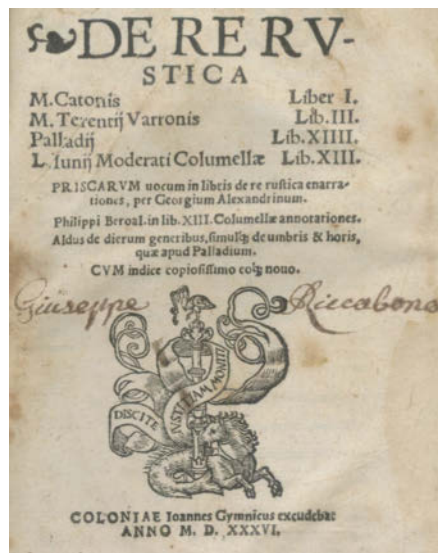 DE RE RV-
STICA
M. Catonis Liber I.
M. Terentij Varronis Lib. III.
Palladij Lib. XIIII.
L. Iunij Moderati Columellæ Lib. XIII.
PRISCARVM uocum in libris de re rustica enarra-
tiones, per Georgium Alexandrinum.
Philippi Beroal. in lib. XIII. Columellæ annotationes.
Aldus de dierum generibus, simulq; de umbris & horis,
quæ apud Palladium.
CVM indice copiosissimo eoq; nouo.
Giuseppe Riccabona
DISCITE IVSTITIAM MONITI
COLONIAE Ioannes Gymnicus excudebat
ANNO M. D. XXXVI.